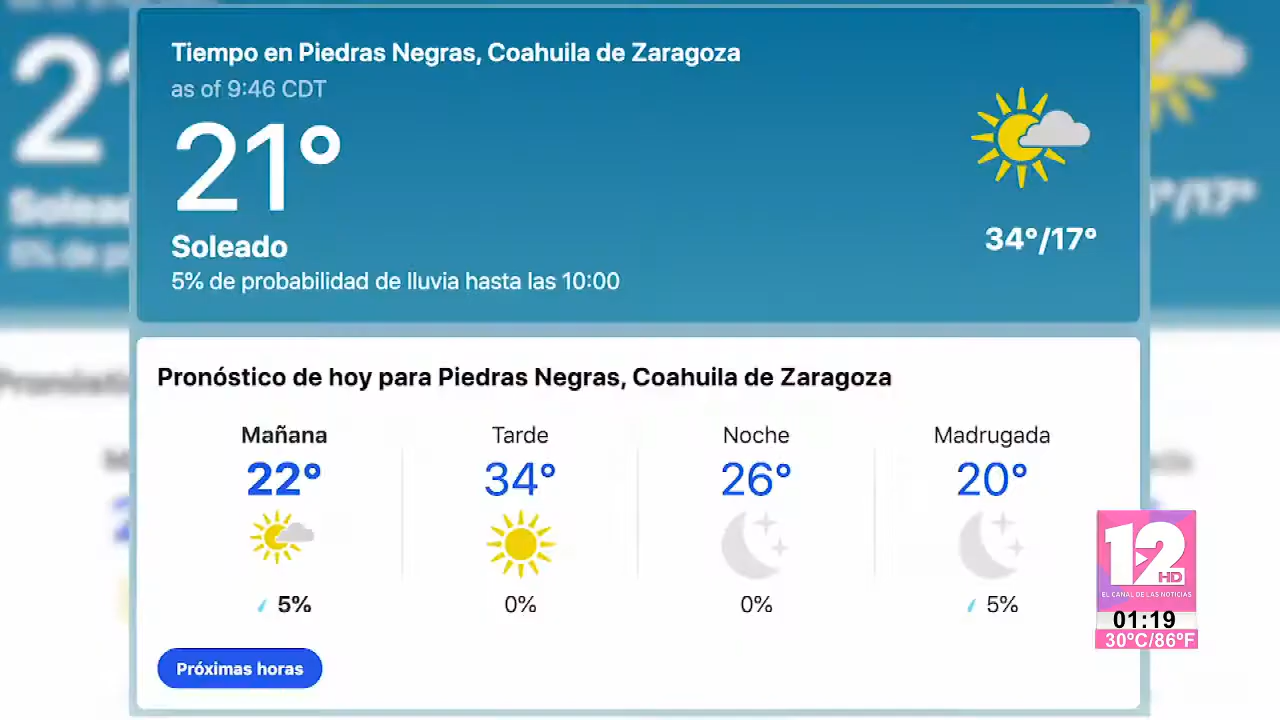 Tiempo en Piedras Negras, Coahuila de Zaragoza
as of 9:46 CDT
21°
Soleado
5% de probabilidad de lluvia hasta las 10:00
34°/17°
Pronóstico de hoy para Piedras Negras, Coahuila de Zaragoza
Mañana Tarde Noche Madrugada
22° 34° 26° 20°
5% 0% 0% 5%
Próximas horas
12
HD
EL CANAL DE LAS NOTICIAS
01:19
30ºC/86ºF